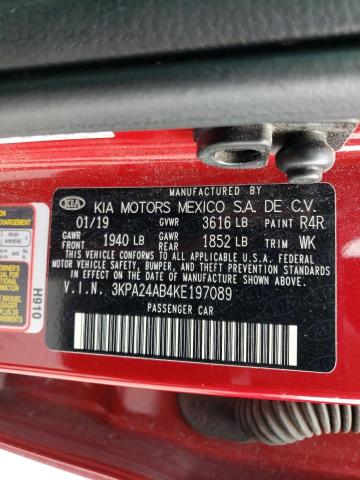 MANUFACTURED BY
KIA KIA MOTORS MEXICO S.A. DE C.V.
01/19 GVWR 3616 LB PAINT R4R
GAWR FRONT 1940 LB GAWR REAR 1852 LB TRIM WK
THIS VEHICLE CONFORMS TO ALL APPLICABLE U.S. FEDERAL
MOTOR VEHICLE SAFETY, BUMPER, AND THEFT PREVENTION
STANDARDS IN EFFECT ON THE DATE OF MANUFACTURE SHOWN ABOVE.
V.I.N. 3KPA24AB4KE197089
PASSENGER CAR
H910